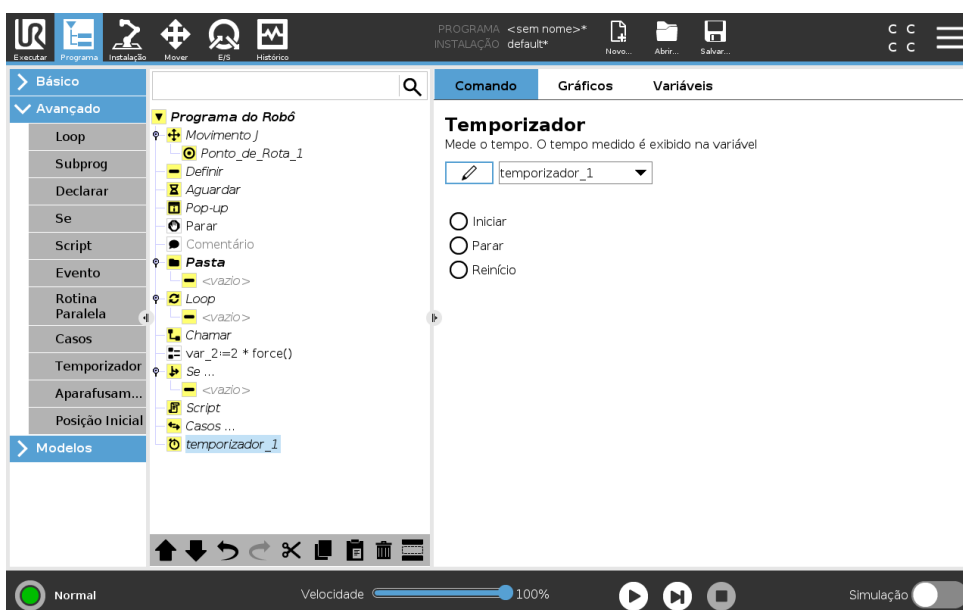 UR
PROGRAMA <sem nome>*
INSTALAÇÃO default*
C C
C C
Executar Programa Instalação Mover E/S Histórico Novo... Abrir... Salvar...
Básico
Avançado
Loop
Subprog
Declarar
Se
Script
Evento
Rotina
Paralela
Casos
Temporizador
Aparafusam...
Posição Inicial
Modelos
Programa do Robô
Movimento J
Ponto_de_Rota_1
Definir
Aguardar
Pop-up
Parar
Comentário
Pasta
<vazio>
Loop
<vazio>
Chamar
var_2:=2 * force()
Se ...
<vazio>
Script
Casos ...
temporizador_1
Comando Gráficos Variáveis
Temporizador
Mede o tempo. O tempo medido é exibido na variável
temporizador_1
Iniciar
Parar
Reinício
Normal Velocidade 100% Simulação